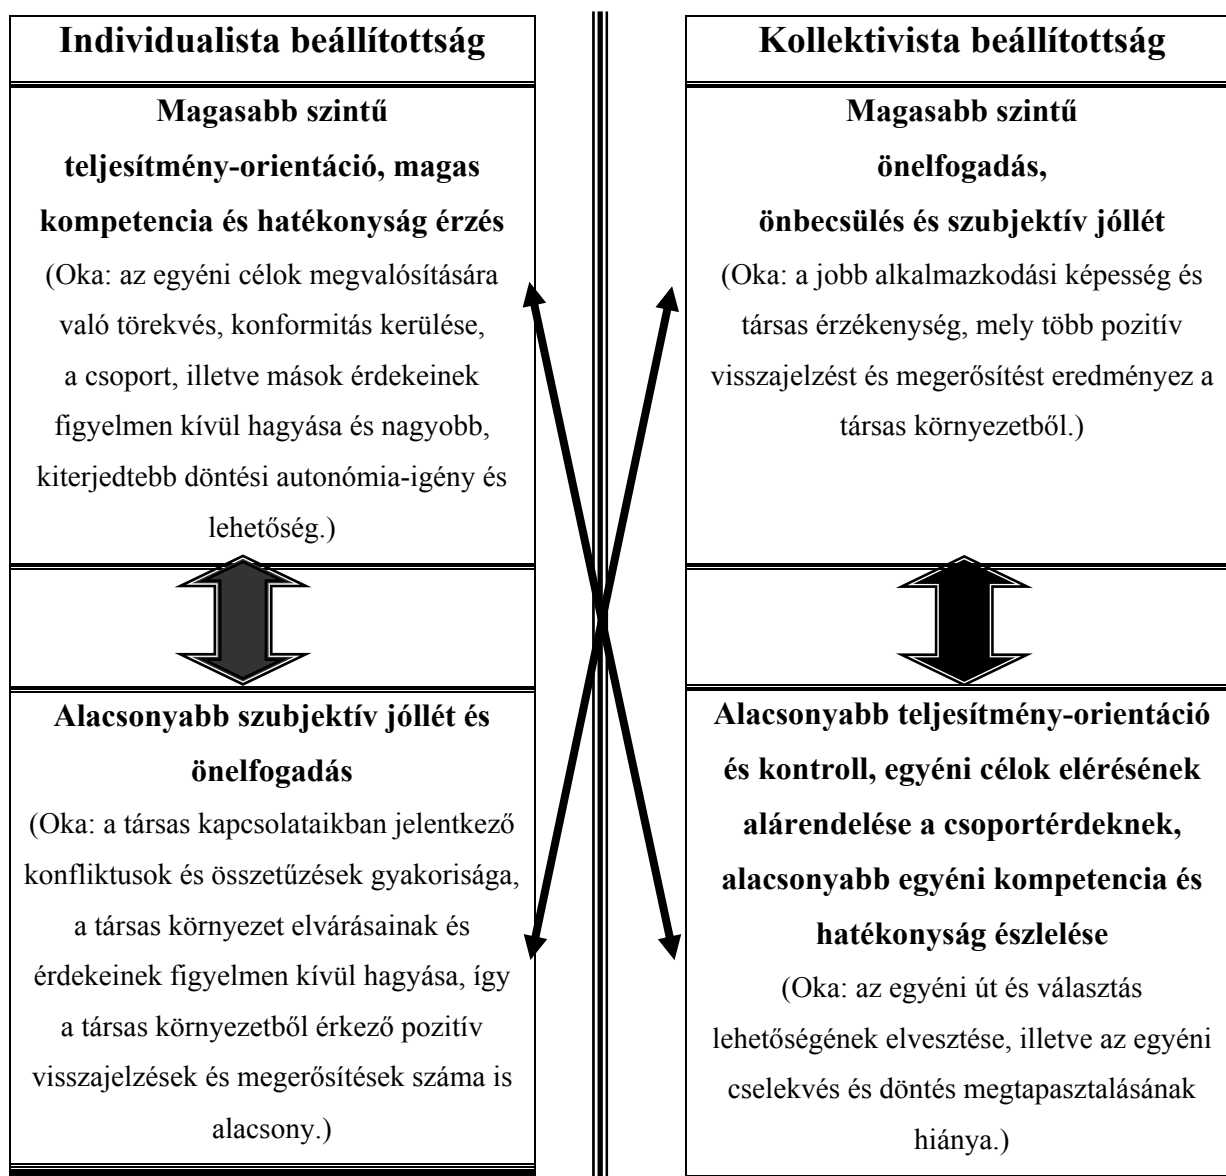 Individualista beállítottság
Magasabb szintű
teljesítmény-orientáció, magas
kompetencia és hatékonyság érzés
(Oka: az egyéni célok megvalósítására
való törekvés, konformitás kerülése,
a csoport, illetve mások érdekeinek
figyelmen kívül hagyása és nagyobb,
kiterjedtebb döntési autonómia-igény és
lehetőség.)
Alacsonyabb szubjektív jóllét és
önelfogadás
(Oka: a társas kapcsolataikban jelentkező
konfliktusok és összetűzések gyakorisága,
a társas környezet elvárásainak és
érdekeinek figyelmen kívül hagyása, így
a társas környezetből érkező pozitív
visszajelzések és megerősítések száma is
alacsony.)
Kollektivista beállítottság
Magasabb szintű
önelfogadás,
önbecsülés és szubjektív jóllét
(Oka: a jobb alkalmazkodási képesség és
társas érzékenység, mely több pozitív
visszajelzést és megerősítést eredményez a
társas környezetből.)
Alacsonyabb teljesítmény-orientáció
és kontroll, egyéni célok elérésének
alárendelése a csoportérdeknek,
alacsonyabb egyéni kompetencia és
hatékonyság észlelése
(Oka: az egyéni út és választás
lehetőségének elvesztése, illetve az egyéni
cselekvés és döntés megtapasztalásának
hiánya.)